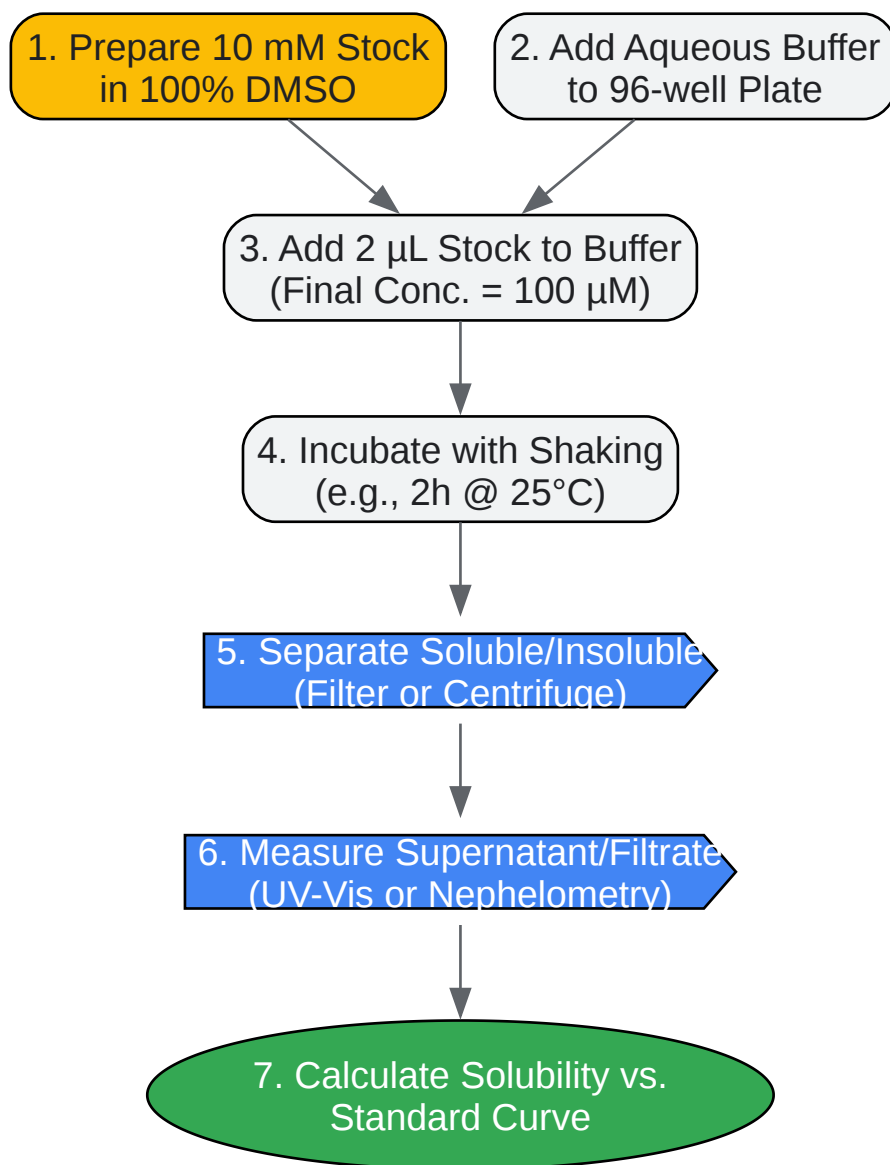 1. Prepare 10 mM Stock
in 100% DMSO
2. Add Aqueous Buffer
to 96-well Plate
3. Add 2 µL Stock to Buffer
(Final Conc. = 100 µM)
4. Incubate with Shaking
(e.g., 2h @ 25°C)
5. Separate Soluble/Insoluble
(Filter or Centrifuge)
6. Measure Supernatant/Filtrate
(UV-Vis or Nephelometry)
7. Calculate Solubility vs.
Standard Curve